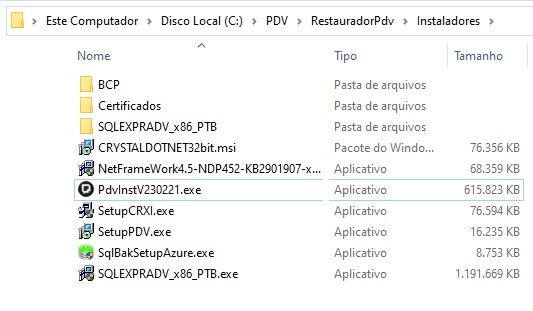 Este Computador > Disco Local (C:) > PDV > RestauradorPdv > Instaladores >
Nome Tipo Tamanho
BCP Pasta de arquivos
Certificados Pasta de arquivos
SQLEXPRADV_x86_PTB Pasta de arquivos
CRYSTALDOTNET32bit.msi Pacote do Windo... 76.356 KB
NetFrameWork4.5-NDP452-KB2901907-x... Aplicativo 68.359 KB
PdvInstV230221.exe Aplicativo 615.823 KB
SetupCRXI.exe Aplicativo 76.594 KB
SetupPDV.exe Aplicativo 16.235 KB
SqlBakSetupAzure.exe Aplicativo 8.753 KB
SQLEXPRADV_x86_PTB.exe Aplicativo 1.191.669 KB